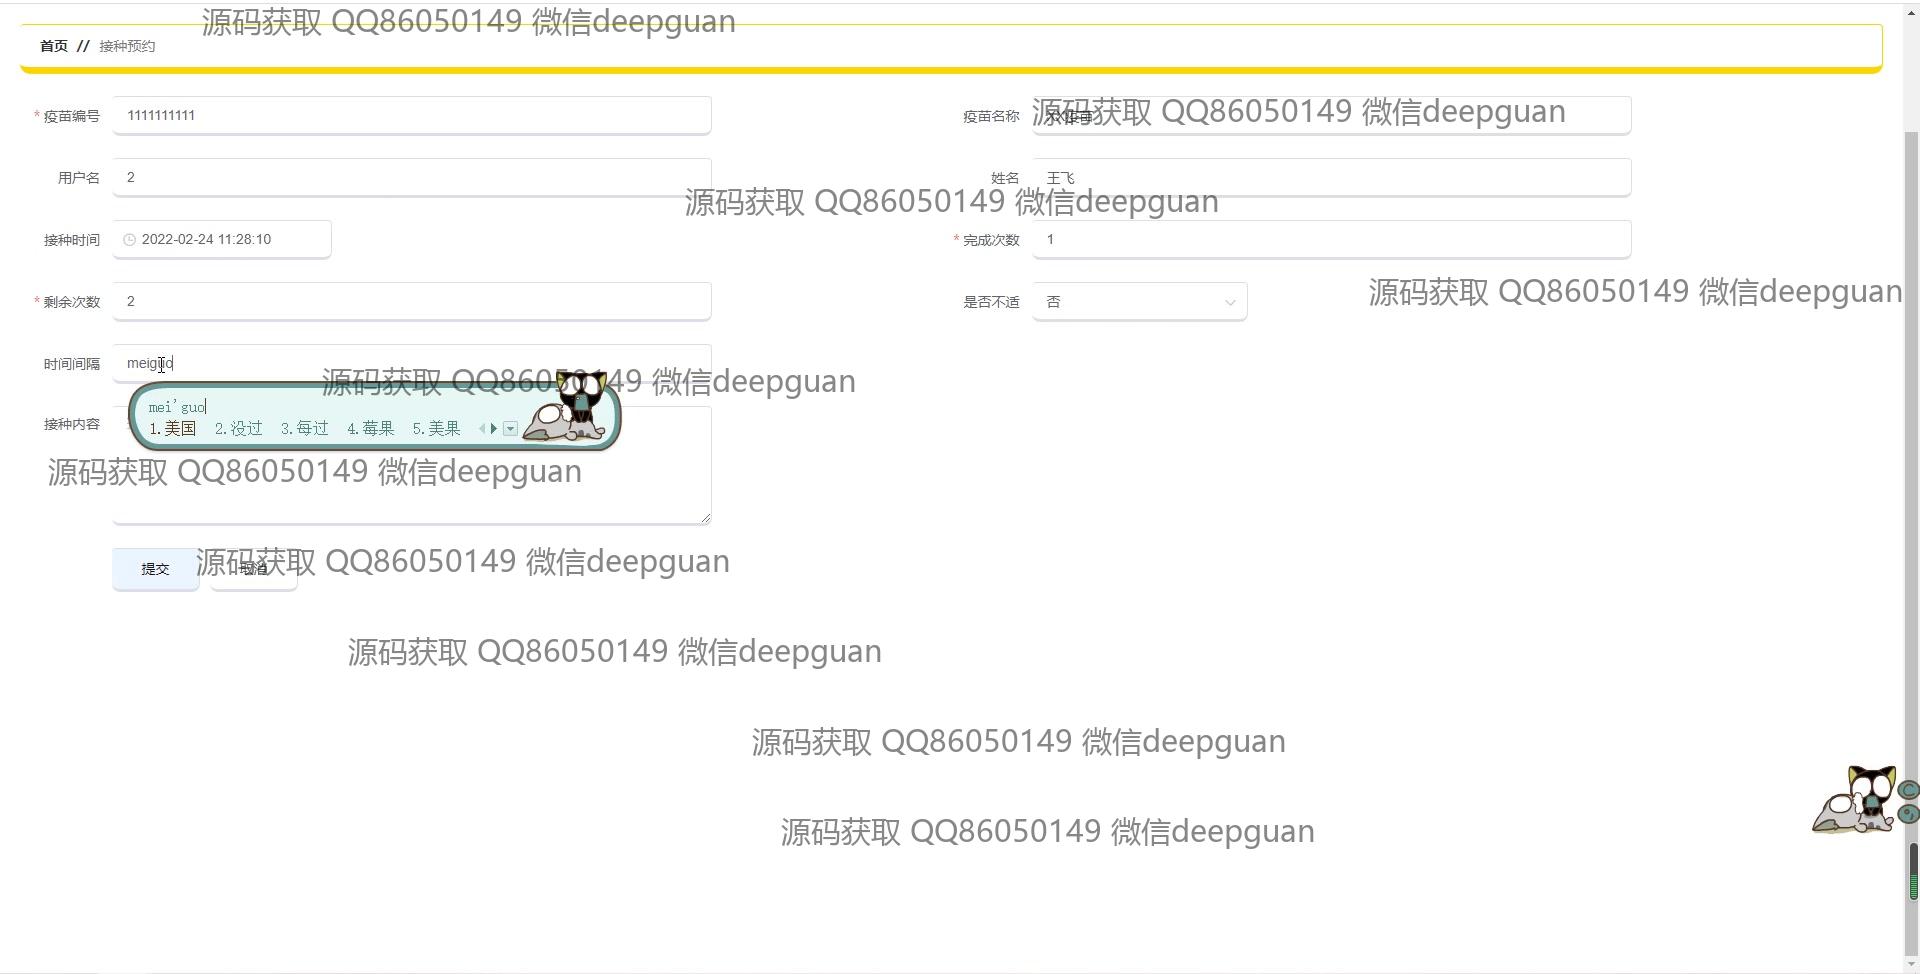 源码获取 QQ86050149 微信deepguan
首页 // 接种预约
* 疫苗编号 1111111111
疫苗名称
源码获取 QQ86050149 微信deepguan
用户名 2
姓名 王飞
源码获取 QQ86050149 微信deepguan
接种时间 2022-02-24 11:28:10
* 完成次数 1
* 剩余次数 2
是否不适 否
源码获取 QQ86050149 微信deepguan
时间间隔 meiguo
源码获取 QQ86050149 微信deepguan
mei'guo
1.美国 2.没过 3.每过 4.莓果 5.美果
接种内容
源码获取 QQ86050149 微信deepguan
提交 取消
源码获取 QQ86050149 微信deepguan
源码获取 QQ86050149 微信deepguan
源码获取 QQ86050149 微信deepguan
源码获取 QQ86050149 微信deepguan